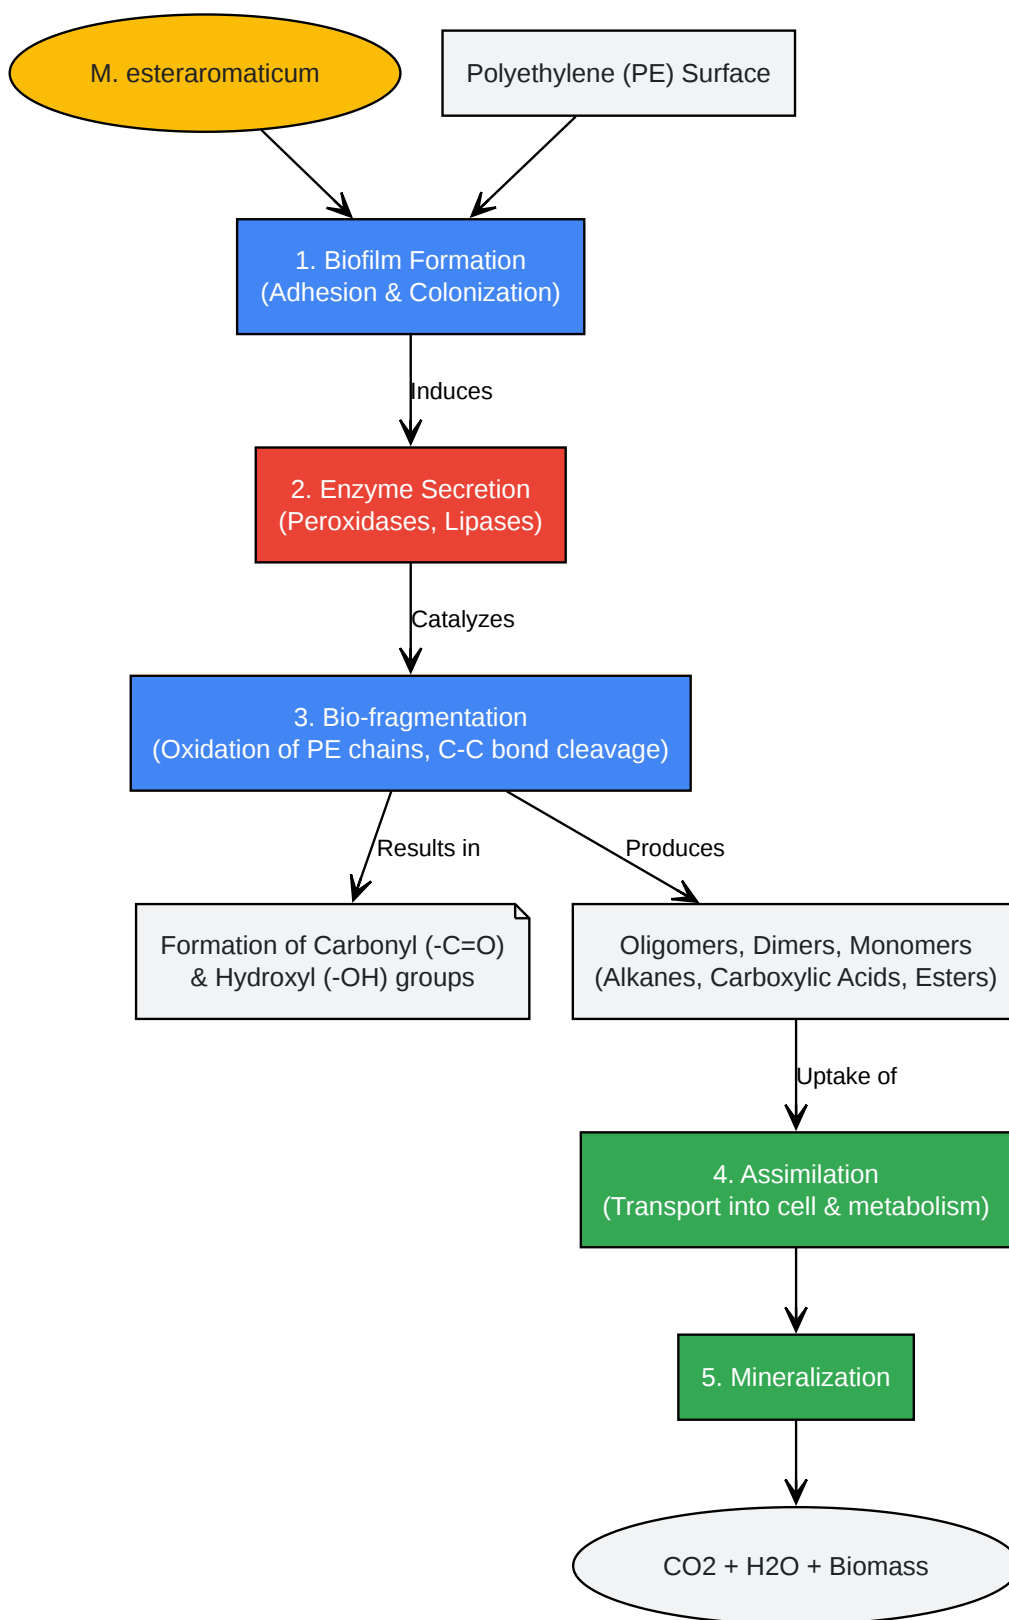 M. esteraromaticum
Polyethylene (PE) Surface
1. Biofilm Formation
(Adhesion & Colonization)
Induces
2. Enzyme Secretion
(Peroxidases, Lipases)
Catalyzes
3. Bio-fragmentation
(Oxidation of PE chains, C-C bond cleavage)
Results in
Produces
Formation of Carbonyl (-C=O)
& Hydroxyl (-OH) groups
Oligomers, Dimers, Monomers
(Alkanes, Carboxylic Acids, Esters)
Uptake of
4. Assimilation
(Transport into cell & metabolism)
5. Mineralization
CO2 + H2O + Biomass